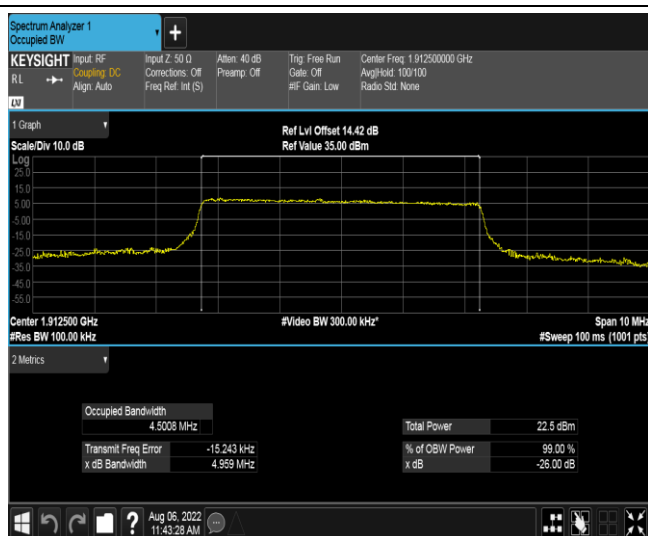 Spectrum Analyzer 1
Occupied BW
+
KEYSIGHT
RL
LXI
Input: RF
Coupling: DC
Align: Auto
Input Z: 50 Ω
Corrections: Off
Freq Ref: Int (S)
Atten: 40 dB
Preamp: Off
Trig: Free Run
Gate: Off
#IF Gain: Low
Center Freq: 1.912500000 GHz
Avg|Hold: 100/100
Radio Std: None
1 Graph
Scale/Div 10.0 dB
Ref Lvl Offset 14.42 dB
Ref Value 35.00 dBm
Log
25.0
15.0
5.00
-5.00
-15.0
-25.0
-35.0
-45.0
-55.0
Center 1.912500 GHz
#Res BW 100.00 kHz
#Video BW 300.00 kHz*
Span 10 MHz
#Sweep 100 ms (1001 pts)
2 Metrics
Occupied Bandwidth
4.5008 MHz
Total Power 22.5 dBm
Transmit Freq Error -15.243 kHz
% of OBW Power 99.00 %
x dB Bandwidth 4.959 MHz
x dB -26.00 dB
?
Aug 06, 2022
11:43:28 AM